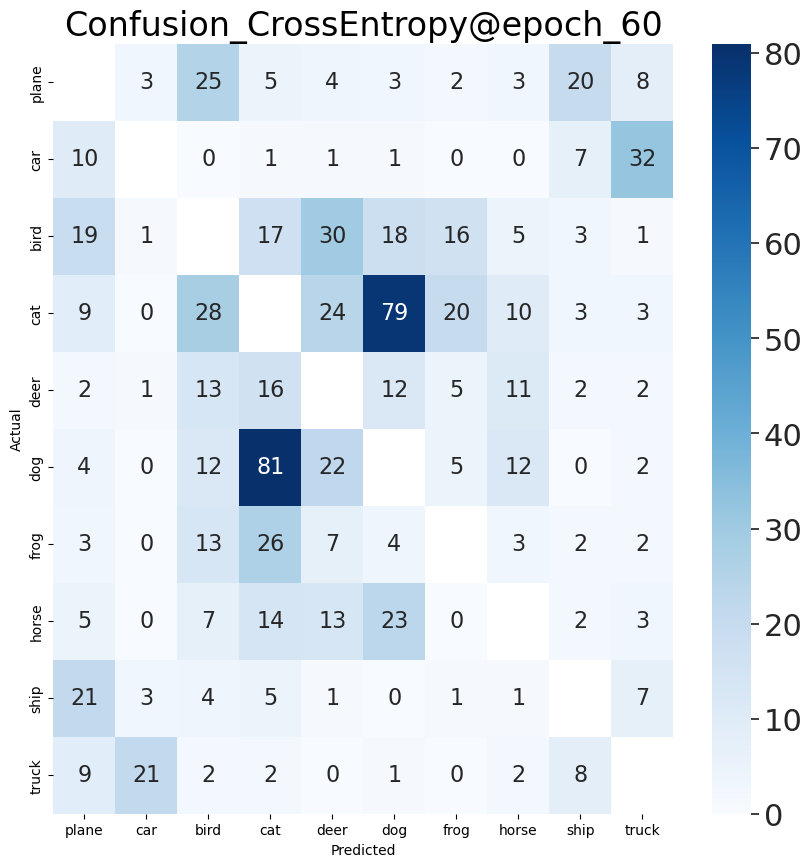 Confusion_CrossEntropy@epoch_60
plane 3 25 5 4 3 2 3 20 8
car 10 0 1 1 1 0 0 7 32
bird 19 1 17 30 18 16 5 3 1
cat 9 0 28 24 79 20 10 3 3
deer 2 1 13 16 12 5 11 2 2
dog 4 0 12 81 22 5 12 0 2
frog 3 0 13 26 7 4 3 2 2
horse 5 0 7 14 13 23 0 2 3
ship 21 3 4 5 1 0 1 1 7
truck 9 21 2 2 0 1 0 2 8
plane car bird cat deer dog frog horse ship truck
Predicted
Actual
80
70
60
50
40
30
20
10
0